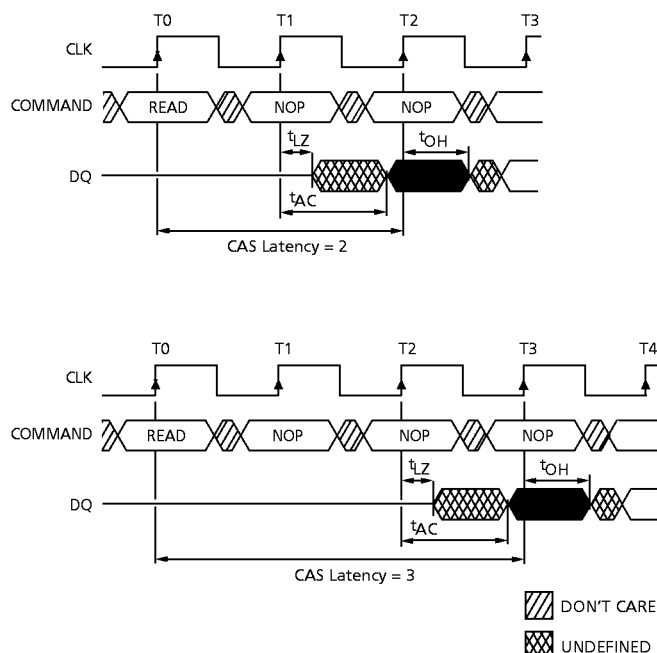 T0 T1 T2 T3
CLK
COMMAND READ NOP NOP
tLZ tOH
DQ
tAC
CAS Latency = 2
T0 T1 T2 T3 T4
CLK
COMMAND READ NOP NOP NOP
tLZ tOH
DQ
tAC
CAS Latency = 3
DON'T CARE
UNDEFINED